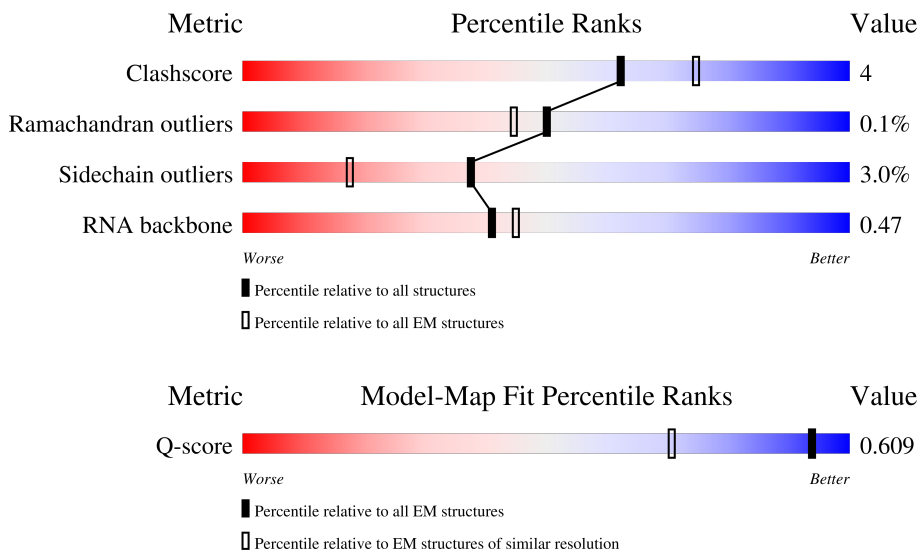 Metric Percentile Ranks Value
Clashscore 4
Ramachandran outliers 0.1%
Sidechain outliers 3.0%
RNA backbone 0.47
Worse Better
Percentile relative to all structures
Percentile relative to all EM structures
Metric Model-Map Fit Percentile Ranks Value
Q-score 0.609
Worse Better
Percentile relative to all EM structures
Percentile relative to EM structures of similar resolution